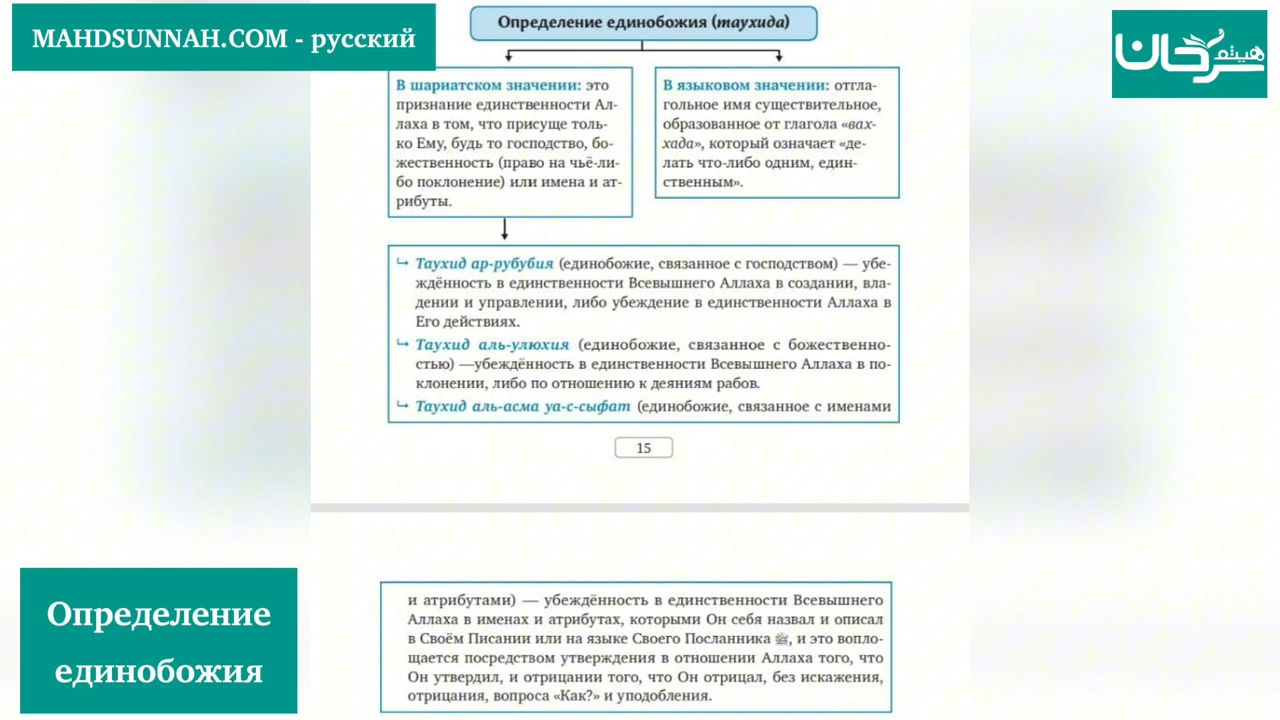 MAHDSUNNAH.COM - русский
هيثم
سرحان
Определение единобожия (таухида)
В шариатском значении: это
признание единственности Ал-
лаха в том, что присуще толь-
ко Ему, будь то господство, бо-
жественность (право на чьё-ли-
бо поклонение) или имена и ат-
рибуты.
В языковом значении: отгла-
гольное имя существительное,
образованное от глагола «вах-
хада», который означает «де-
лать что-либо одним, един-
ственным».
↪ Таухид ар-рубубия (единобожие, связанное с господством) — убе-
ждённость в единственности Всевышнего Аллаха в создании, вла-
дении и управлении, либо убеждение в единственности Аллаха в
Его действиях.
↪ Таухид аль-улюхия (единобожие, связанное с божественно-
стью) —убеждённость в единственности Всевышнего Аллаха в по-
клонении, либо по отношению к деяниям рабов.
↪ Таухид аль-асма уа-с-сыфат (единобожие, связанное с именами
15
и атрибутами) — убеждённость в единственности Всевышнего
Аллаха в именах и атрибутах, которыми Он себя назвал и описал
в Своём Писании или на языке Своего Посланника ﷺ, и это вопло-
щается посредством утверждения в отношении Аллаха того, что
Он утвердил, и отрицании того, что Он отрицал, без искажения,
отрицания, вопроса «Как?» и уподобления.
Определение
единобожия